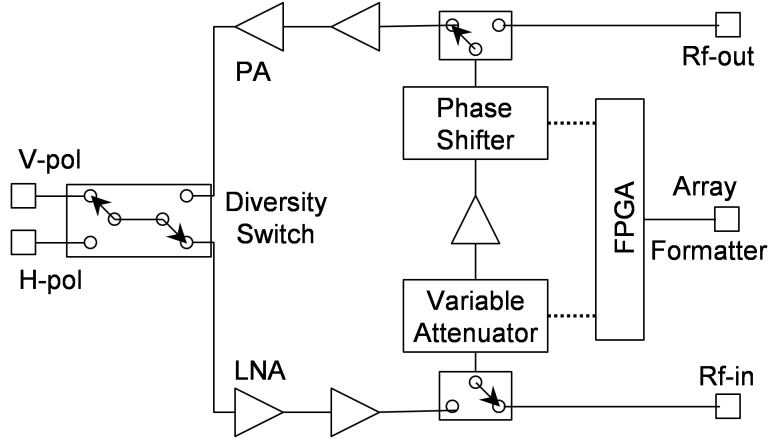 PA
Rf-out
Phase
Shifter
V-pol
Diversity
Switch
H-pol
FPGA
Array
Formatter
Variable
Attenuator
LNA
Rf-in